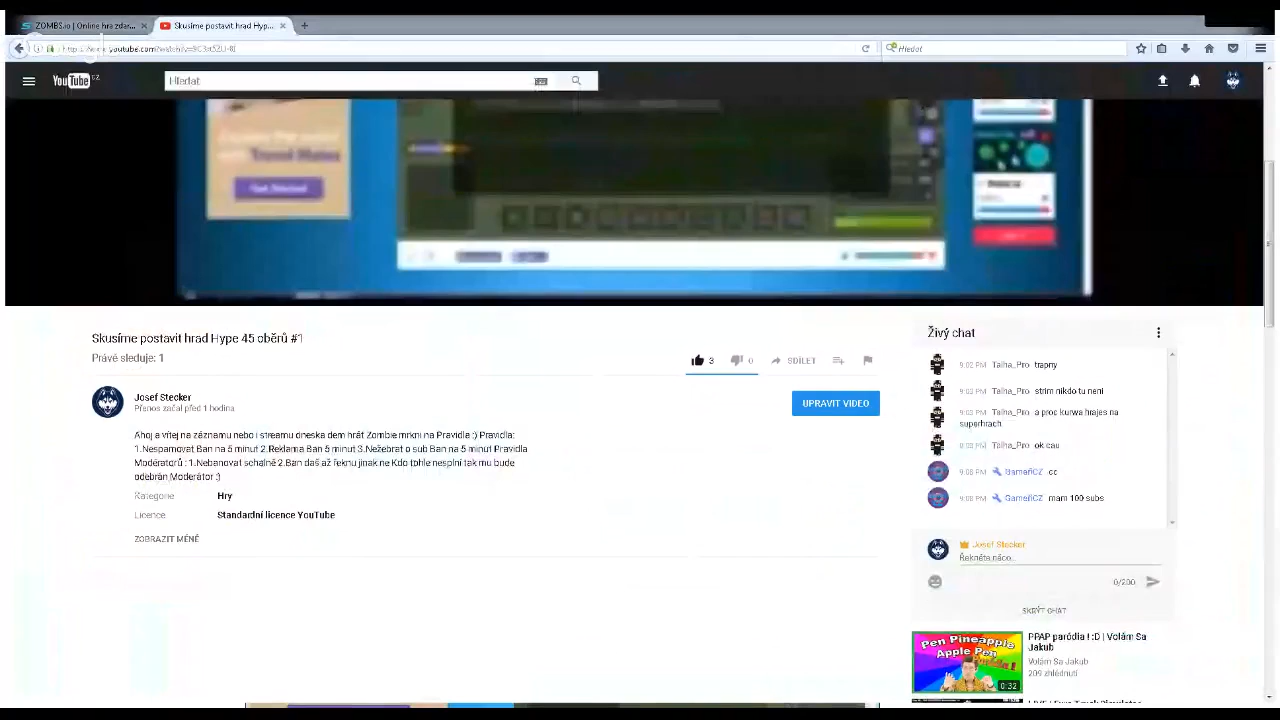 ZOMBS.io | Online hra zdar...
Skusíme postavit hrad Hyp...
Hledat
YouTube CZ
Hledat
Skusíme postavit hrad Hype 45 oběrů #1
Právě sleduje: 1
3
0
SDÍLET
Josef Stecker
Přenos začal před 1 hodina
UPRAVIT VIDEO
Ahoj a vítej na záznamu nebo i streamu dneska dem hrát Zombie mrkni na Pravidla :) Pravidla:
1.Nespamovat Ban na 5 minut 2.Reklama Ban 5 minut 3.Nežebrat o sub Ban na 5 minut Pravidla
Moderátorů : 1.Nebanovat schalně 2.Ban daš až řeknu jinak ne Kdo tohle nesplní tak mu bude
odebrán Moderátor :)
Kategorie Hry
Licence Standardní licence YouTube
ZOBRAZIT MÉNĚ
Živý chat
9:02 PM Talha_Pro trapny
9:03 PM Talha_Pro strim nikdo tu neni
9:03 PM Talha_Pro a proc kurwa hrajes na
superhrach
Talha_Pro ok cau
9:08 PM GameříCZ cc
9:08 PM GameříCZ mam 100 subs
Josef Stecker
Řekněte něco...
0/200
SKRÝT CHAT
Pen Pineapple
Apple Pen
0:32
PPAP paródia ! :D | Volám Sa
Jakub
Volám Sa Jakub
209 zhlédnutí